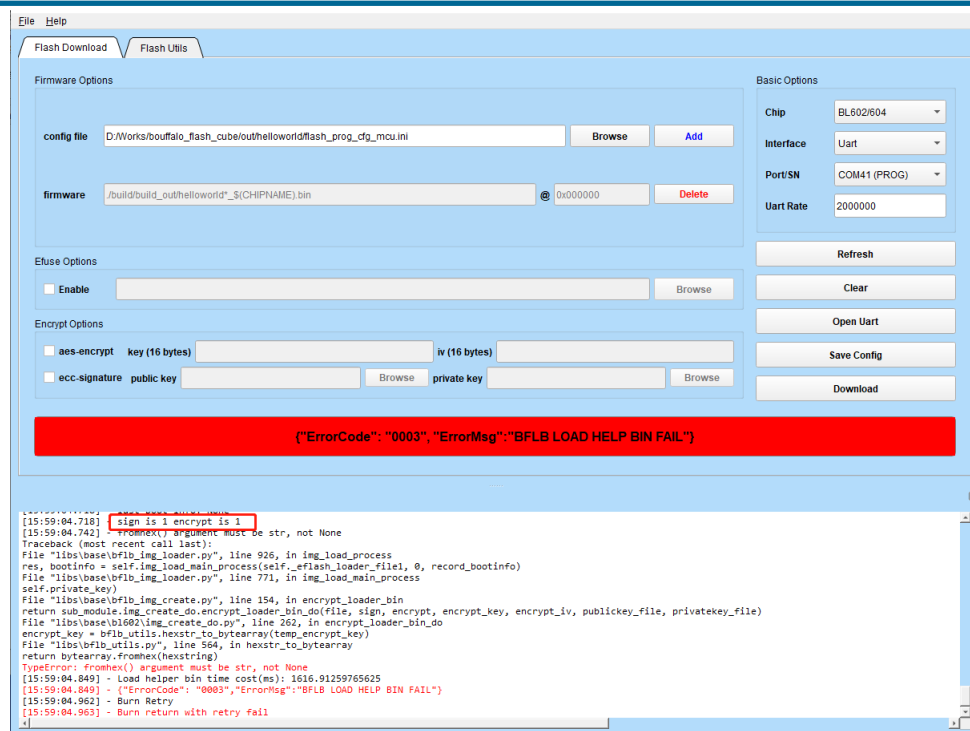 File Help
Flash Download Flash Utils
Firmware Options
Basic Options
Chip BL602/604
config file D:/Works/bouffalo_flash_cube/out/helloworld/flash_prog_cfg_mcu.ini Browse Add
Interface Uart
Port/SN COM41 (PROG)
firmware ./build/build_out/helloworld*_$(CHIPNAME).bin @ 0x000000 Delete
Uart Rate 2000000
Refresh
Efuse Options
Enable Browse
Clear
Encrypt Options
Open Uart
aes-encrypt key (16 bytes) iv (16 bytes)
Save Config
ecc-signature public key Browse private key Browse
Download
{"ErrorCode": "0003", "ErrorMsg":"BFLB LOAD HELP BIN FAIL"}
[15:59:04.718] - sign is 1 encrypt is 1
[15:59:04.742] - fromhex() argument must be str, not None
Traceback (most recent call last):
File "libs\base\bflb_img_loader.py", line 926, in img_load_process
res, bootinfo = self.img_load_main_process(self._eflash_loader_file1, 0, record_bootinfo)
File "libs\base\bflb_img_loader.py", line 771, in img_load_main_process
self.private_key)
File "libs\base\bflb_img_create.py", line 154, in encrypt_loader_bin
return sub_module.img_create_do.encrypt_loader_bin_do(file, sign, encrypt, encrypt_key, encrypt_iv, publickey_file, privatekey_file)
File "libs\base\bl602\img_create_do.py", line 262, in encrypt_loader_bin_do
encrypt_key = bflb_utils.hexstr_to_bytearray(temp_encrypt_key)
File "libs\bflb_utils.py", line 564, in hexstr_to_bytearray
return bytearray.fromhex(hexstring)
TypeError: fromhex() argument must be str, not None
[15:59:04.849] - Load helper bin time cost(ms): 1616.91259765625
[15:59:04.849] - {"ErrorCode": "0003","ErrorMsg":"BFLB LOAD HELP BIN FAIL"}
[15:59:04.962] - Burn Retry
[15:59:04.963] - Burn return with retry fail